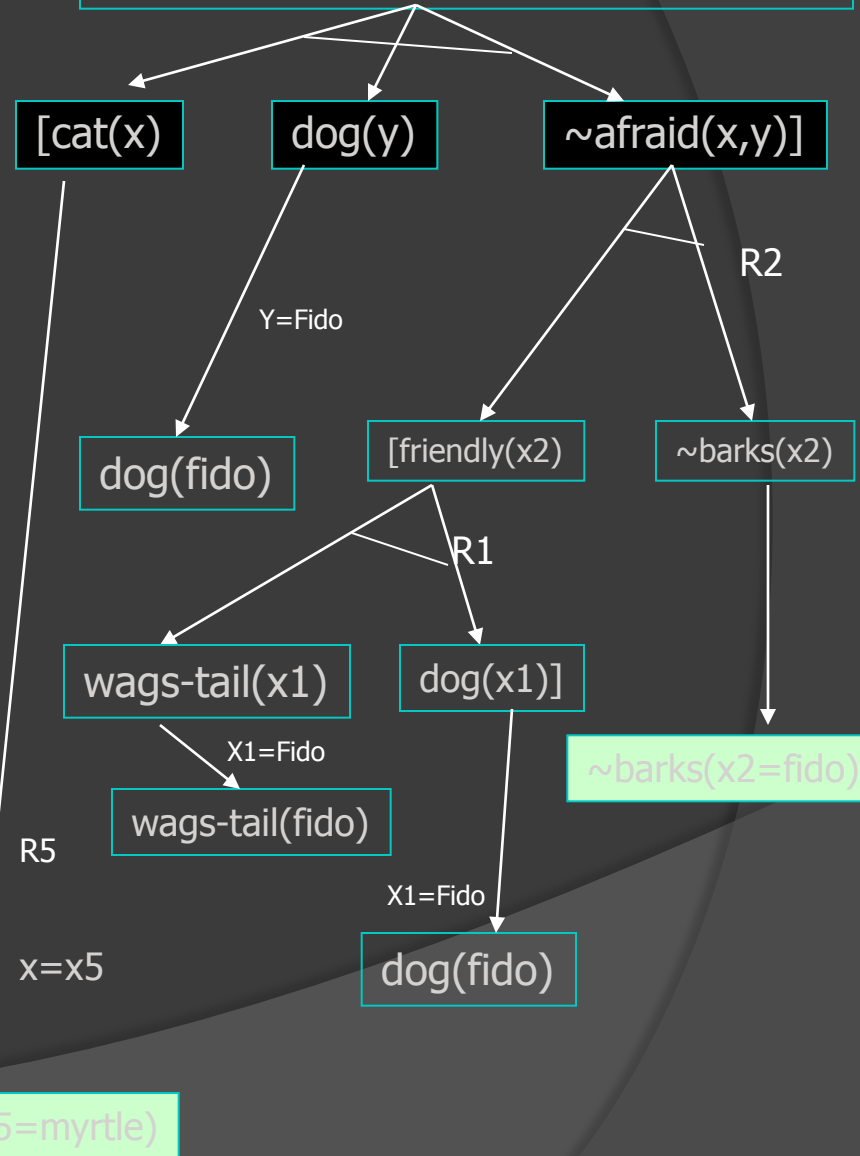 [cat(x)
dog(y)
~afraid(x,y)]
R2
Y=Fido
dog(fido)
[friendly(x2)
~barks(x2)
R1
wags-tail(x1)
dog(x1)]
X1=Fido
~barks(x2=fido)
wags-tail(fido)
R5
X1=Fido
x=x5
dog(fido)
5=myrtle)